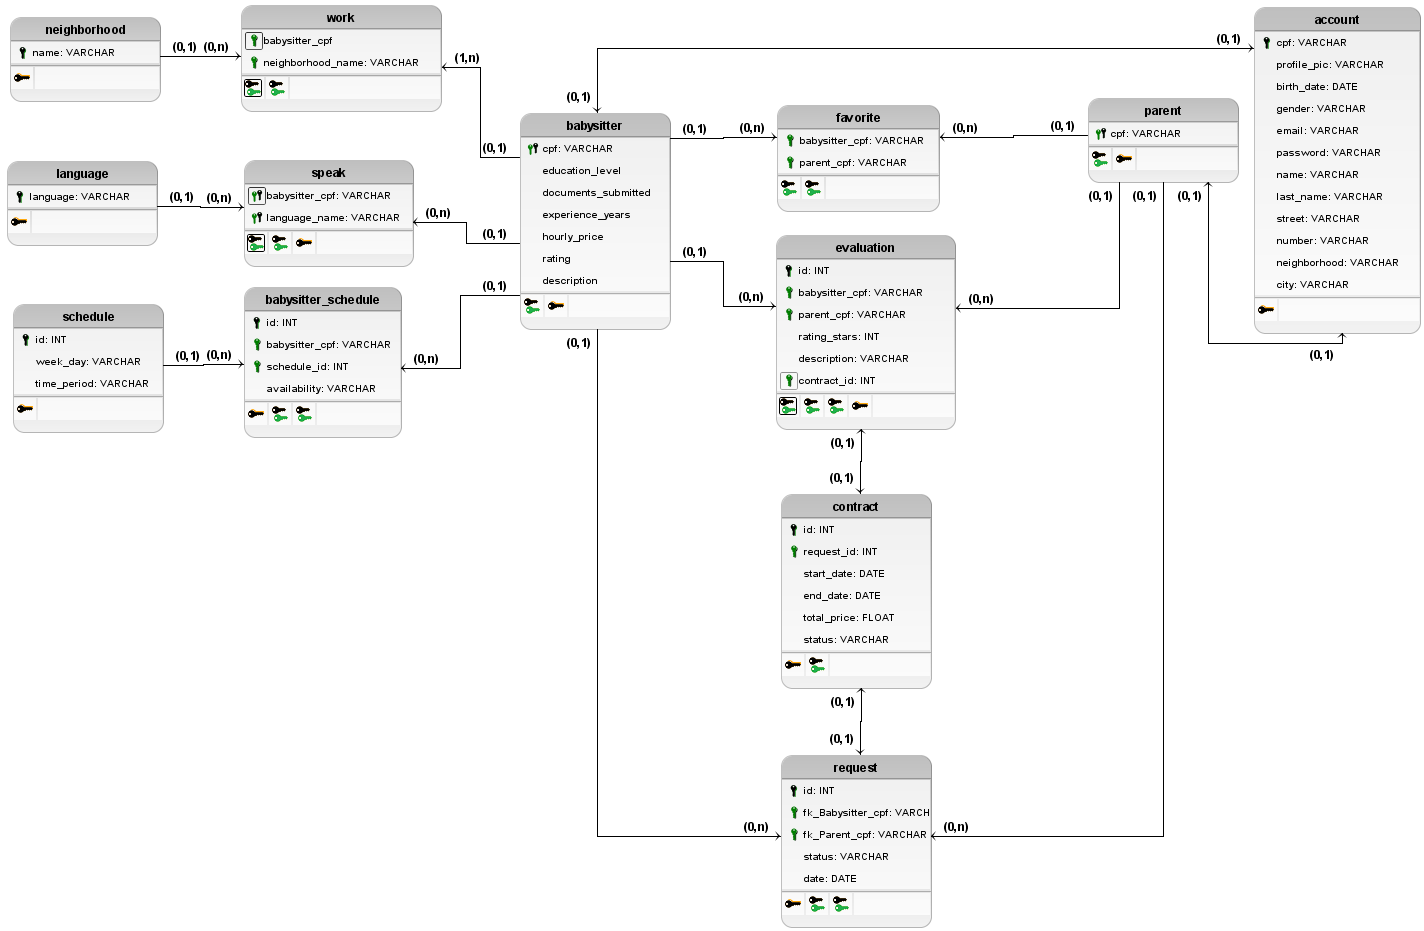 neighborhood
name: VARCHAR
(0,1) (0,n)
work
babysitter_cpf
neighborhood_name: VARCHAR
(1,n)
(0,1)
language
language: VARCHAR
(0,1) (0,n)
speak
babysitter_cpf: VARCHAR
language_name: VARCHAR
(0,n)
(0,1)
schedule
id: INT
week_day: VARCHAR
time_period: VARCHAR
(0,1) (0,n)
babysitter_schedule
id: INT
babysitter_cpf: VARCHAR
schedule_id: INT
availability: VARCHAR
(0,n)
(0,1)
(0,1)
babysitter
cpf: VARCHAR
education_level
documents_submitted
experience_years
hourly_price
rating
description
(0,1)
(0,1)
(0,n)
(0,1)
(0,n)
favorite
babysitter_cpf: VARCHAR
parent_cpf: VARCHAR
(0,n)
(0,1)
parent
cpf: VARCHAR
(0,1)
(0,1)
(0,1)
(0,1)
account
cpf: VARCHAR
profile_pic: VARCHAR
birth_date: DATE
gender: VARCHAR
email: VARCHAR
password: VARCHAR
name: VARCHAR
last_name: VARCHAR
street: VARCHAR
number: VARCHAR
neighborhood: VARCHAR
city: VARCHAR
(0,1)
evaluation
id: INT
babysitter_cpf: VARCHAR
parent_cpf: VARCHAR
rating_stars: INT
description: VARCHAR
contract_id: INT
(0,n)
(0,1)
(0,1)
contract
id: INT
request_id: INT
start_date: DATE
end_date: DATE
total_price: FLOAT
status: VARCHAR
(0,1)
(0,1)
request
id: INT
fk_Babysitter_cpf: VARCH
fk_Parent_cpf: VARCHAR
status: VARCHAR
date: DATE
(0,n)
(0,n)